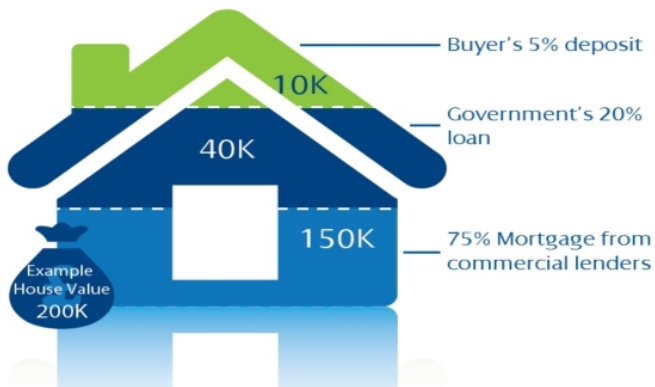 Buyer's 5% deposit
10K
Government's 20%
loan
40K
150K
75% Mortgage from
commercial lenders
Example
House Value
200K